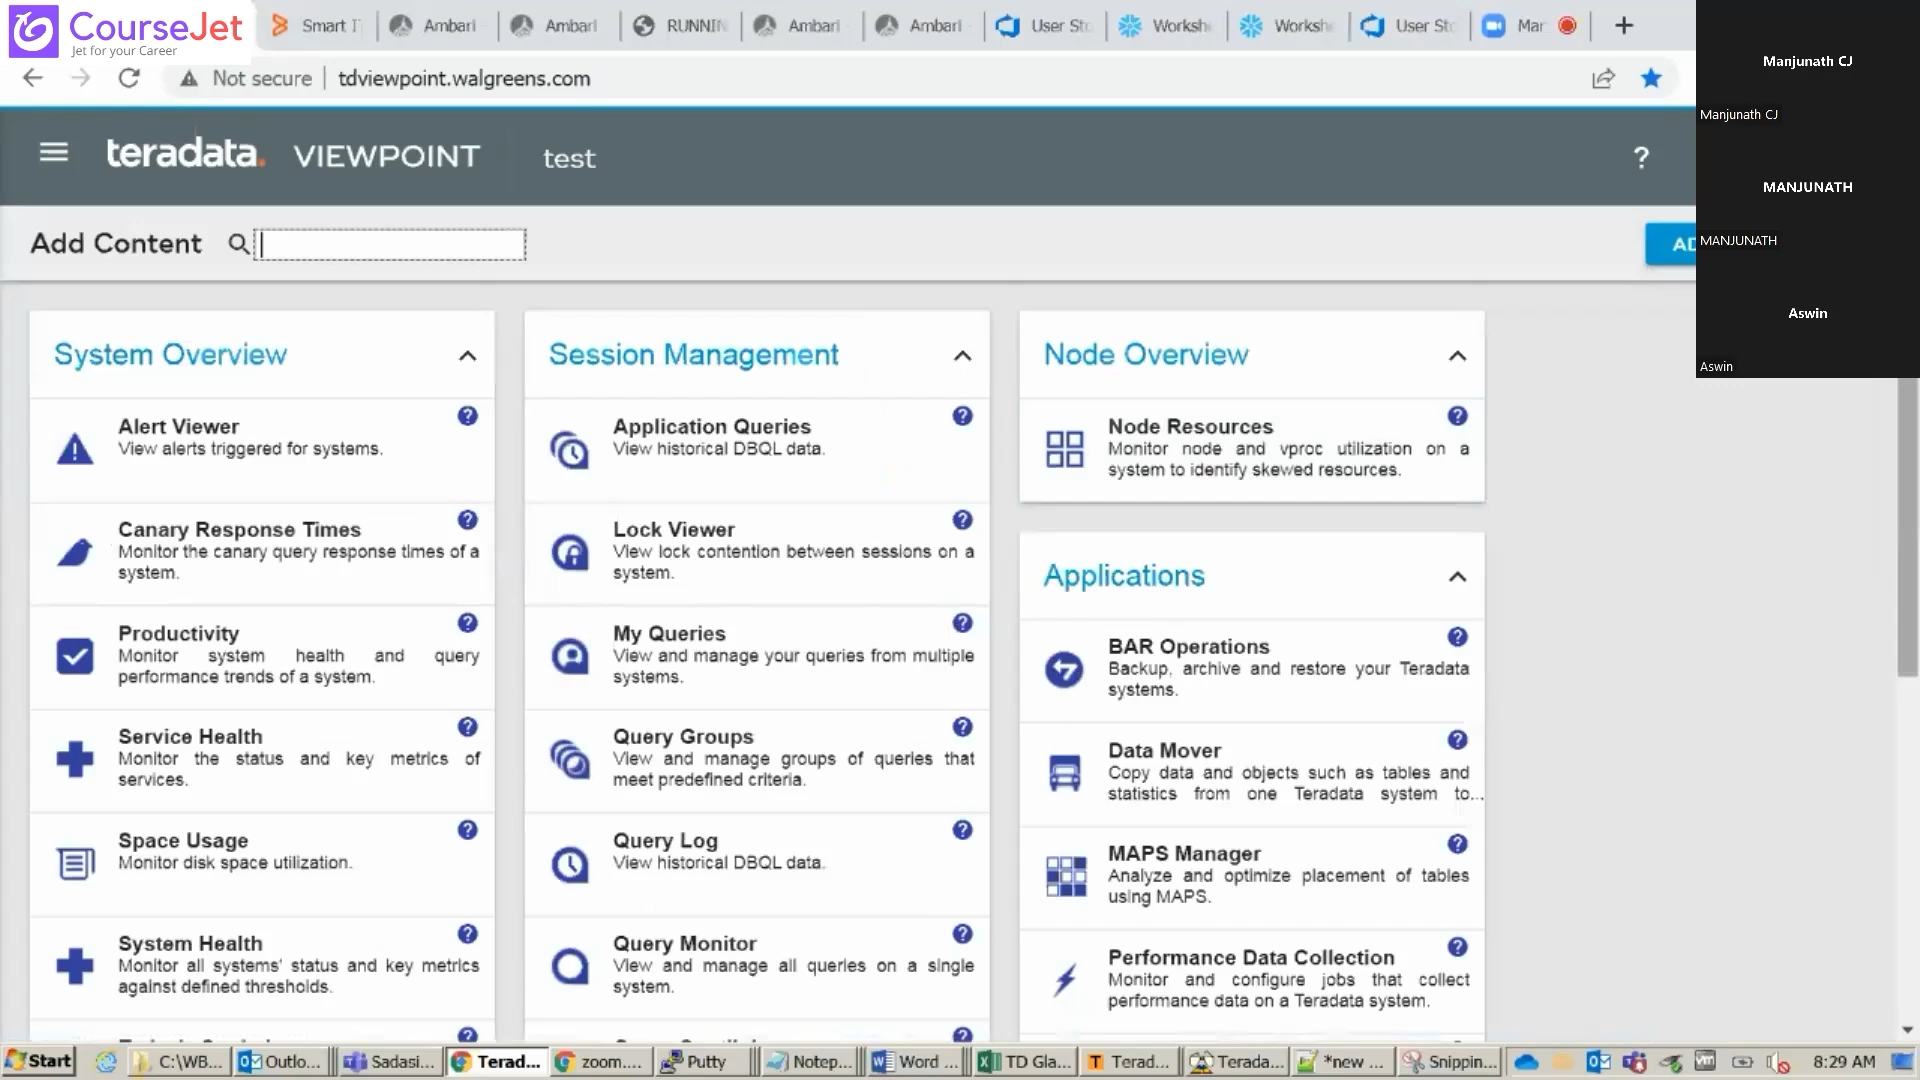 CourseJet
Jet for your Career
Smart I
Ambari
Ambari
RUNNIN
Ambari
Ambari
User Sto
Worksh
Worksh
User Sto
Mar
Not secure
tdviewpoint.walgreens.com
teradata. VIEWPOINT test
?
Add Content
AD
Manjunath CJ
Manjunath CJ
MANJUNATH
MANJUNATH
Aswin
Aswin
System Overview
Alert Viewer
View alerts triggered for systems.
Canary Response Times
Monitor the canary query response times of a
system.
Productivity
Monitor system health and query
performance trends of a system.
Service Health
Monitor the status and key metrics of
services.
Space Usage
Monitor disk space utilization.
System Health
Monitor all systems' status and key metrics
against defined thresholds.
Session Management
Application Queries
View historical DBQL data.
Lock Viewer
View lock contention between sessions on a
system.
My Queries
View and manage your queries from multiple
systems.
Query Groups
View and manage groups of queries that
meet predefined criteria.
Query Log
View historical DBQL data.
Query Monitor
View and manage all queries on a single
system.
Node Overview
Node Resources
Monitor node and vproc utilization on a
system to identify skewed resources.
Applications
BAR Operations
Backup, archive and restore your Teradata
systems.
Data Mover
Copy data and objects such as tables and
statistics from one Teradata system to...
MAPS Manager
Analyze and optimize placement of tables
using MAPS.
Performance Data Collection
Monitor and configure jobs that collect
performance data on a Teradata system.
Start
C:\WB...
Outlo...
Sadasi...
Terad...
zoom....
Putty
Notep...
Word ...
TD Gla...
Terad...
Terada...
*new ...
Snippin...
8:29 AM